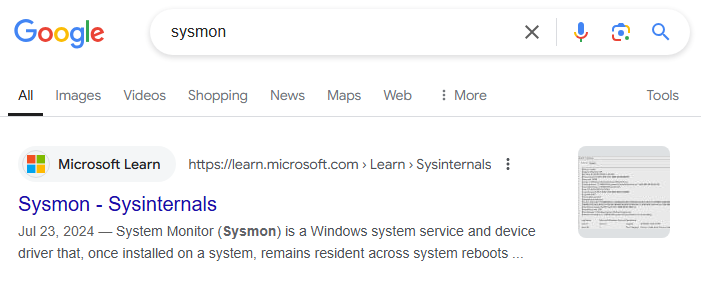 Google
sysmon
All Images Videos Shopping News Maps Web More Tools
Microsoft Learn https://learn.microsoft.com › Learn › Sysinternals
Sysmon - Sysinternals
Jul 23, 2024 — System Monitor (Sysmon) is a Windows system service and device
driver that, once installed on a system, remains resident across system reboots ...